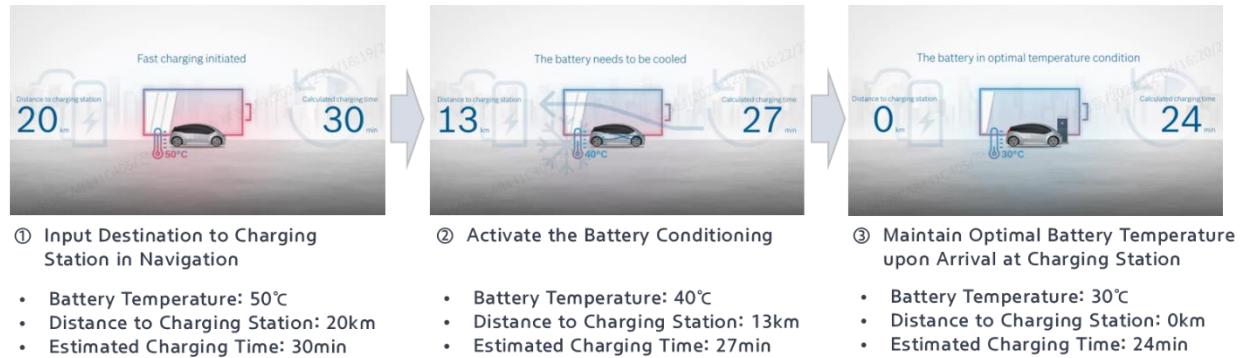 Fast charging initiated
Distance to charging station
20 km
Calculated charging time
30 min
50°C
The battery needs to be cooled
Distance to charging station
13 km
Calculated charging time
27 min
40°C
The battery in optimal temperature condition
Distance to charging station
0 km
Calculated charging time
24 min
30°C
① Input Destination to Charging
Station in Navigation
• Battery Temperature: 50℃
• Distance to Charging Station: 20km
• Estimated Charging Time: 30min
② Activate the Battery Conditioning
• Battery Temperature: 40℃
• Distance to Charging Station: 13km
• Estimated Charging Time: 27min
③ Maintain Optimal Battery Temperature
upon Arrival at Charging Station
• Battery Temperature: 30℃
• Distance to Charging Station: 0km
• Estimated Charging Time: 24min